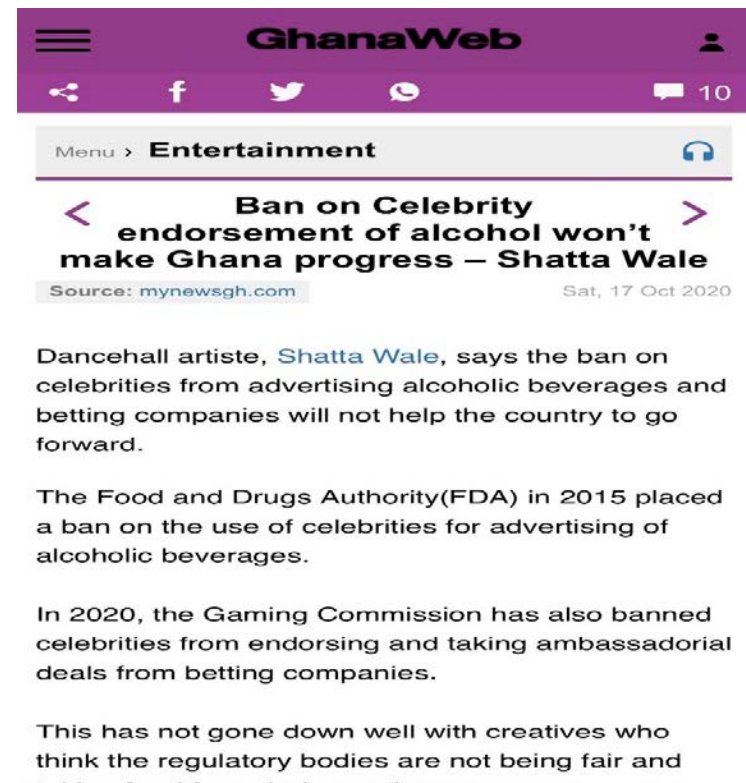 GhanaWeb
10
Menu > Entertainment
Ban on Celebrity
endorsement of alcohol won't
make Ghana progress – Shatta Wale
Source: mynewsgh.com
Sat, 17 Oct 2020
Dancehall artiste, Shatta Wale, says the ban on
celebrities from advertising alcoholic beverages and
betting companies will not help the country to go
forward.
The Food and Drugs Authority(FDA) in 2015 placed
a ban on the use of celebrities for advertising of
alcoholic beverages.
In 2020, the Gaming Commission has also banned
celebrities from endorsing and taking ambassadorial
deals from betting companies.
This has not gone down well with creatives who
think the regulatory bodies are not being fair and